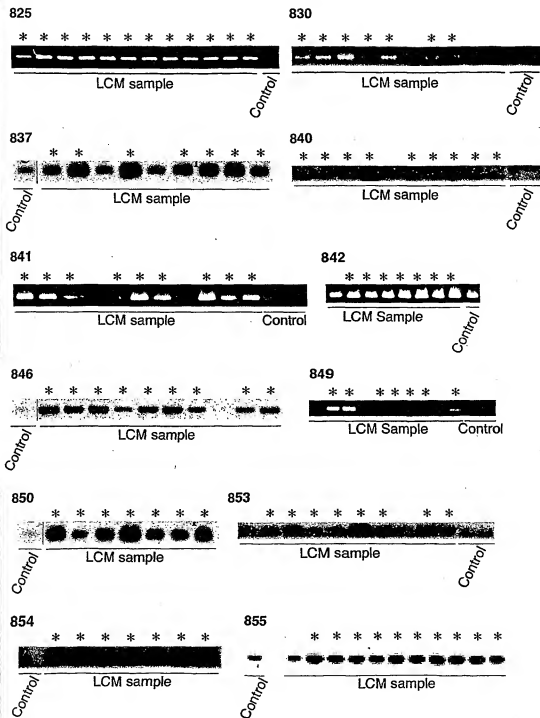 825
* * * * * * * * * * * *
LCM sample
Control
830
* * * * * * *
LCM sample
Control
837
* * * * * * *
Control
LCM sample
840
* * * * * * * * *
LCM sample
Control
841
* * * * * * * * *
LCM sample
Control
842
* * * * * * *
LCM Sample
Control
846
* * * * * * * * *
Control
LCM sample
849
* * * * * * *
LCM Sample
Control
850
* * * * * * *
Control
LCM sample
853
* * * * * * * *
LCM sample
Control
854
* * * * * * *
Control
LCM sample
855
* * * * * * * * * *
Control
LCM sample